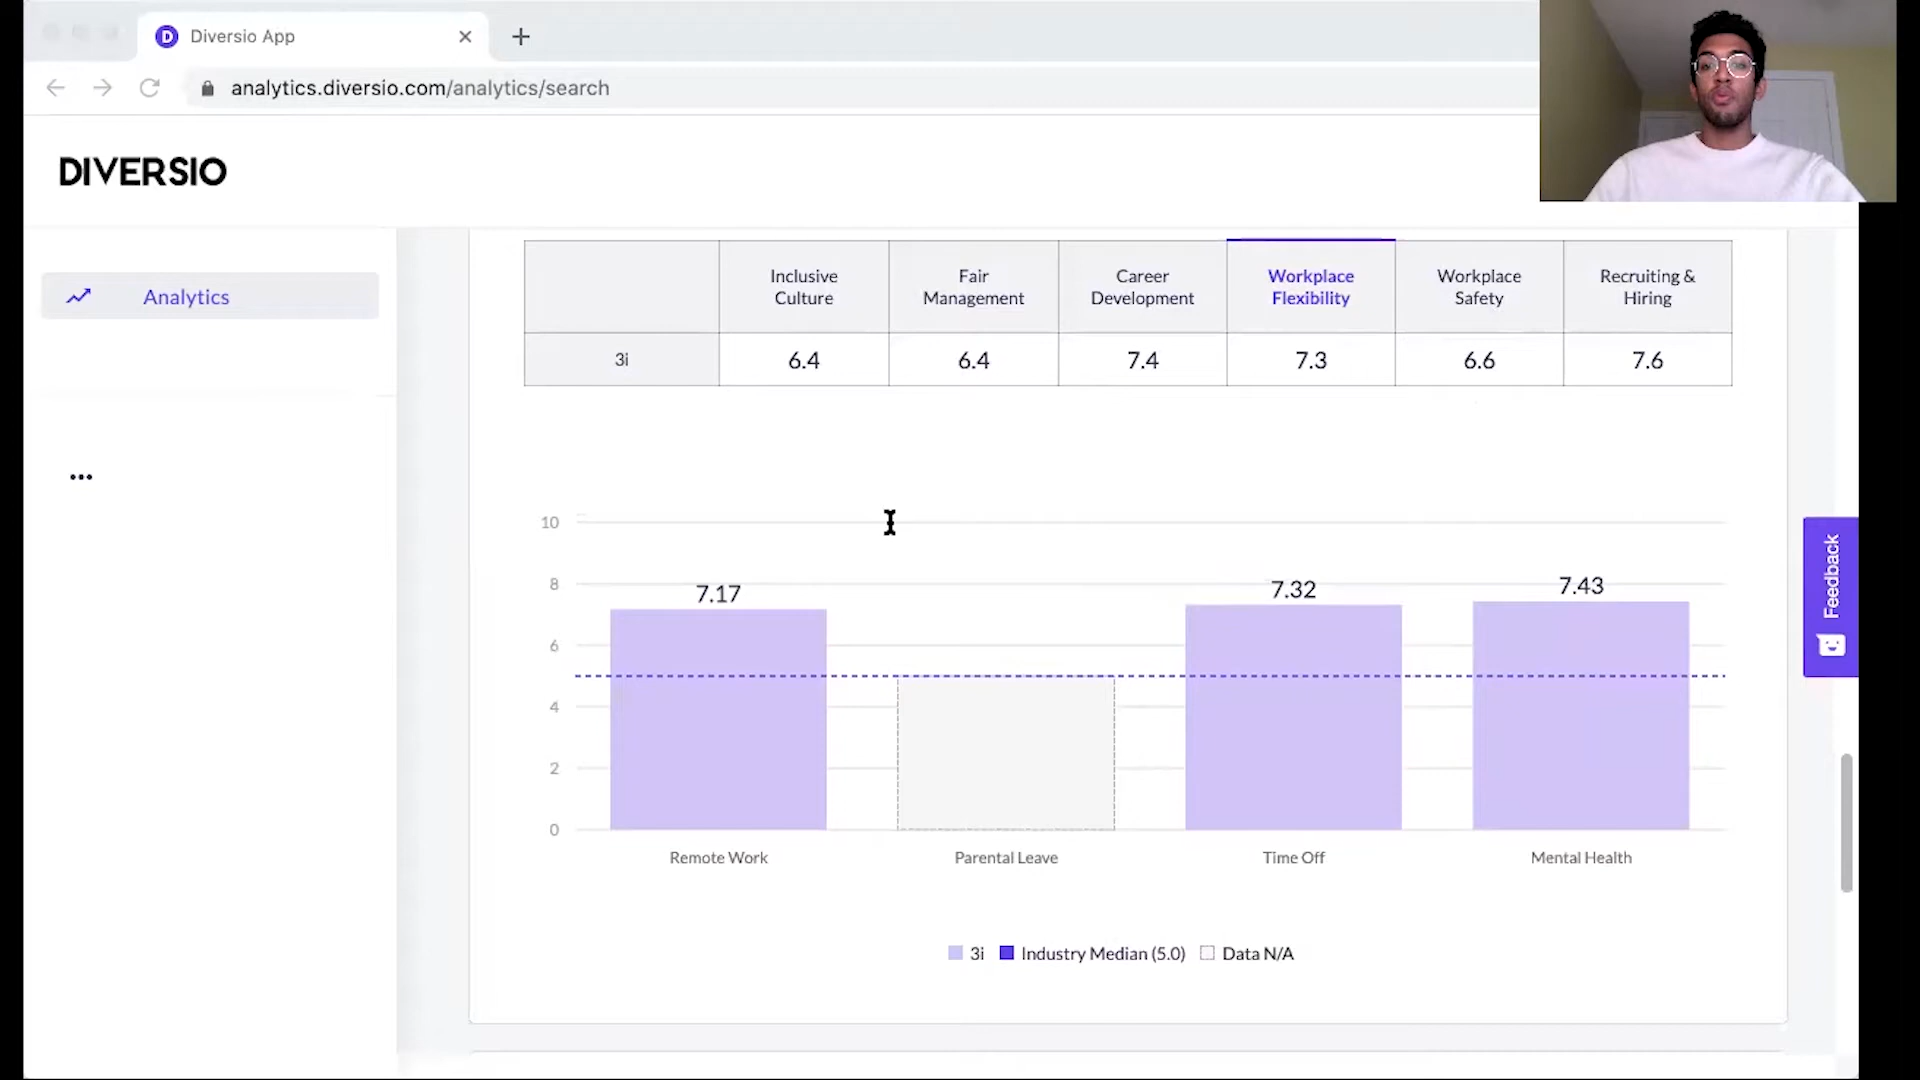 Diversio App
analytics.diversio.com/analytics/search
DIVERSIO
Analytics
Inclusive
Culture
Fair
Management
Career
Development
Workplace
Flexibility
Workplace
Safety
Recruiting &
Hiring
3i
6.4
6.4
7.4
7.3
6.6
7.6
10
8
6
4
2
0
7.17
7.32
7.43
Remote Work
Parental Leave
Time Off
Mental Health
3i
Industry Median (5.0)
Data N/A
Feedback